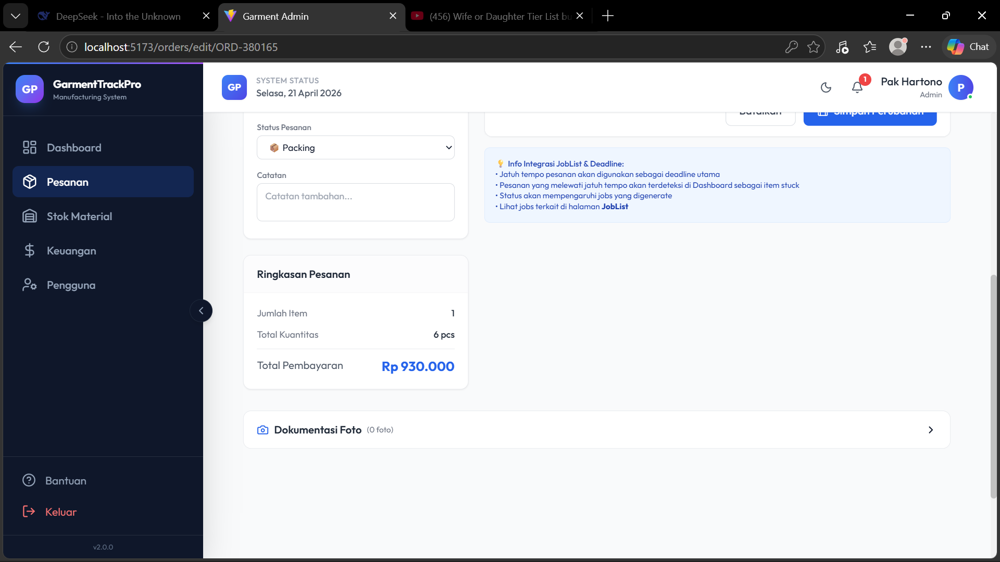 DeepSeek - Into the Unknown
Garment Admin
(456) Wife or Daughter Tier List bu
localhost:5173/orders/edit/ORD-380165
Chat
GP
GarmentTrackPro
Manufacturing System
Dashboard
Pesanan
Stok Material
Keuangan
Pengguna
Bantuan
Keluar
v2.0.0
GP
SYSTEM STATUS
Selasa, 21 April 2026
1
Pak Hartono
Admin
P
Batalkan
Simpan Perubahan
Status Pesanan
📦 Packing
Catatan
Catatan tambahan...
💡 Info Integrasi JobList & Deadline:
• Jatuh tempo pesanan akan digunakan sebagai deadline utama
• Pesanan yang melewati jatuh tempo akan terdeteksi di Dashboard sebagai item stuck
• Status akan mempengaruhi jobs yang digenerate
• Lihat jobs terkait di halaman JobList
Ringkasan Pesanan
Jumlah Item 1
Total Kuantitas 6 pcs
Total Pembayaran Rp 930.000
Dokumentasi Foto (0 foto)